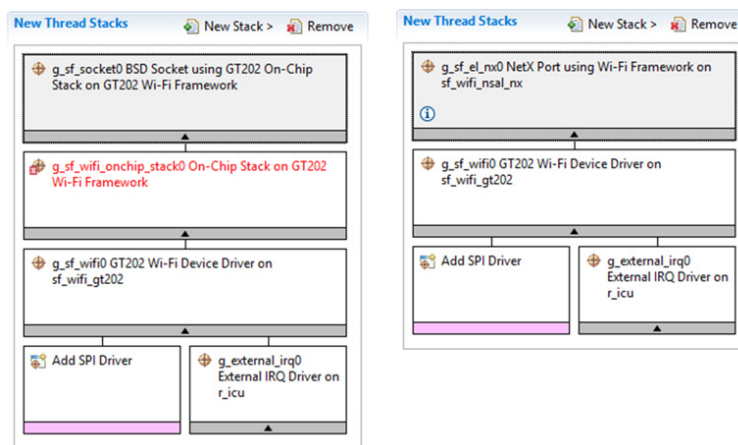 New Thread Stacks
New Stack >
Remove
g_sf_socket0 BSD Socket using GT202 On-Chip
Stack on GT202 Wi-Fi Framework
g_sf_wifi_onchip_stack0 On-Chip Stack on GT202
Wi-Fi Framework
g_sf_wifi0 GT202 Wi-Fi Device Driver on
sf_wifi_gt202
Add SPI Driver
g_external_irq0
External IRQ Driver on
r_icu
New Thread Stacks
New Stack >
Remove
g_sf_el_nx0 NetX Port using Wi-Fi Framework on
sf_wifi_nsal_nx
g_sf_wifi0 GT202 Wi-Fi Device Driver on
sf_wifi_gt202
Add SPI Driver
g_external_irq0
External IRQ Driver on
r_icu